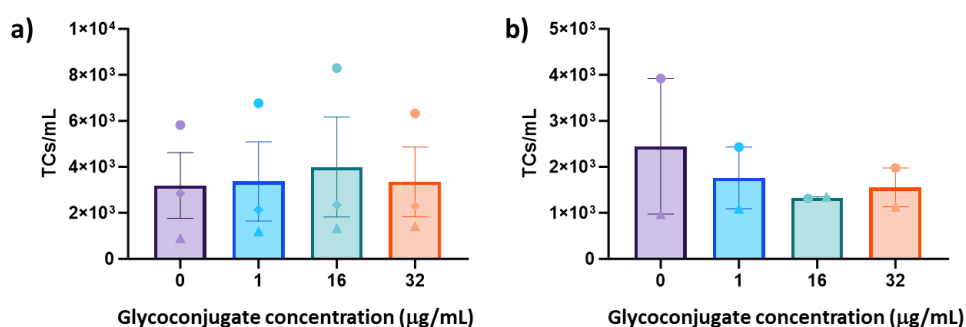 a)
TCs/mL
1×10⁴
8×10³
6×10³
4×10³
2×10³
0
0 1 16 32
Glycoconjugate concentration (µg/mL)
b)
TCs/mL
5×10³
4×10³
3×10³
2×10³
1×10³
0
0 1 16 32
Glycoconjugate concentration (µg/mL)